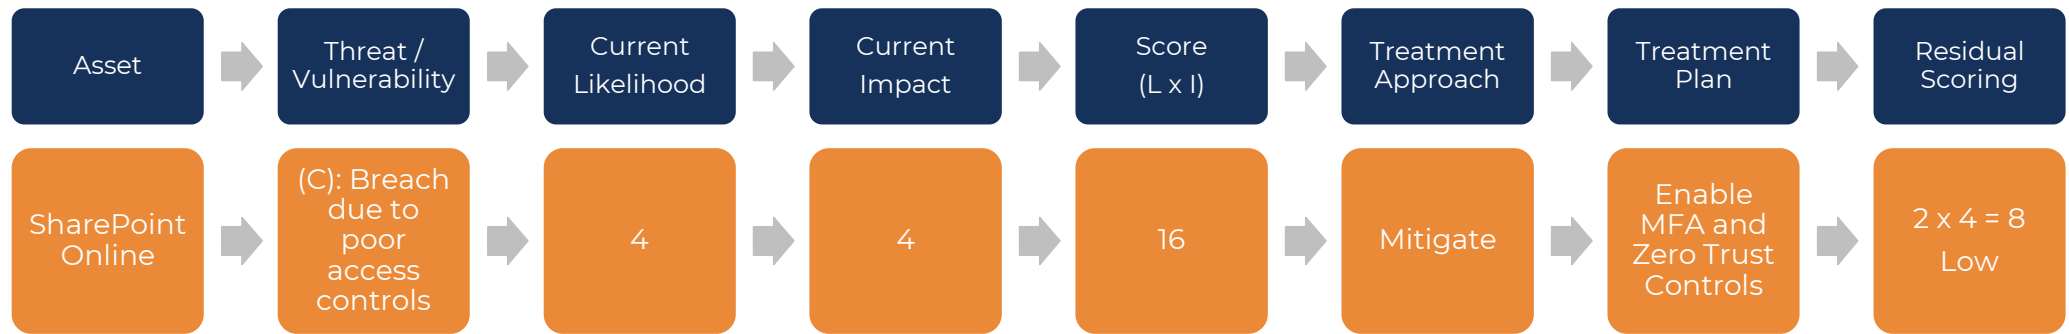 Asset
Threat /
Vulnerability
Current
Likelihood
Current
Impact
Score
(L x I)
Treatment
Approach
Treatment
Plan
Residual
Scoring
SharePoint
Online
(C): Breach
due to
poor
access
controls
4
4
16
Mitigate
Enable
MFA and
Zero Trust
Controls
2 x 4 = 8
Low